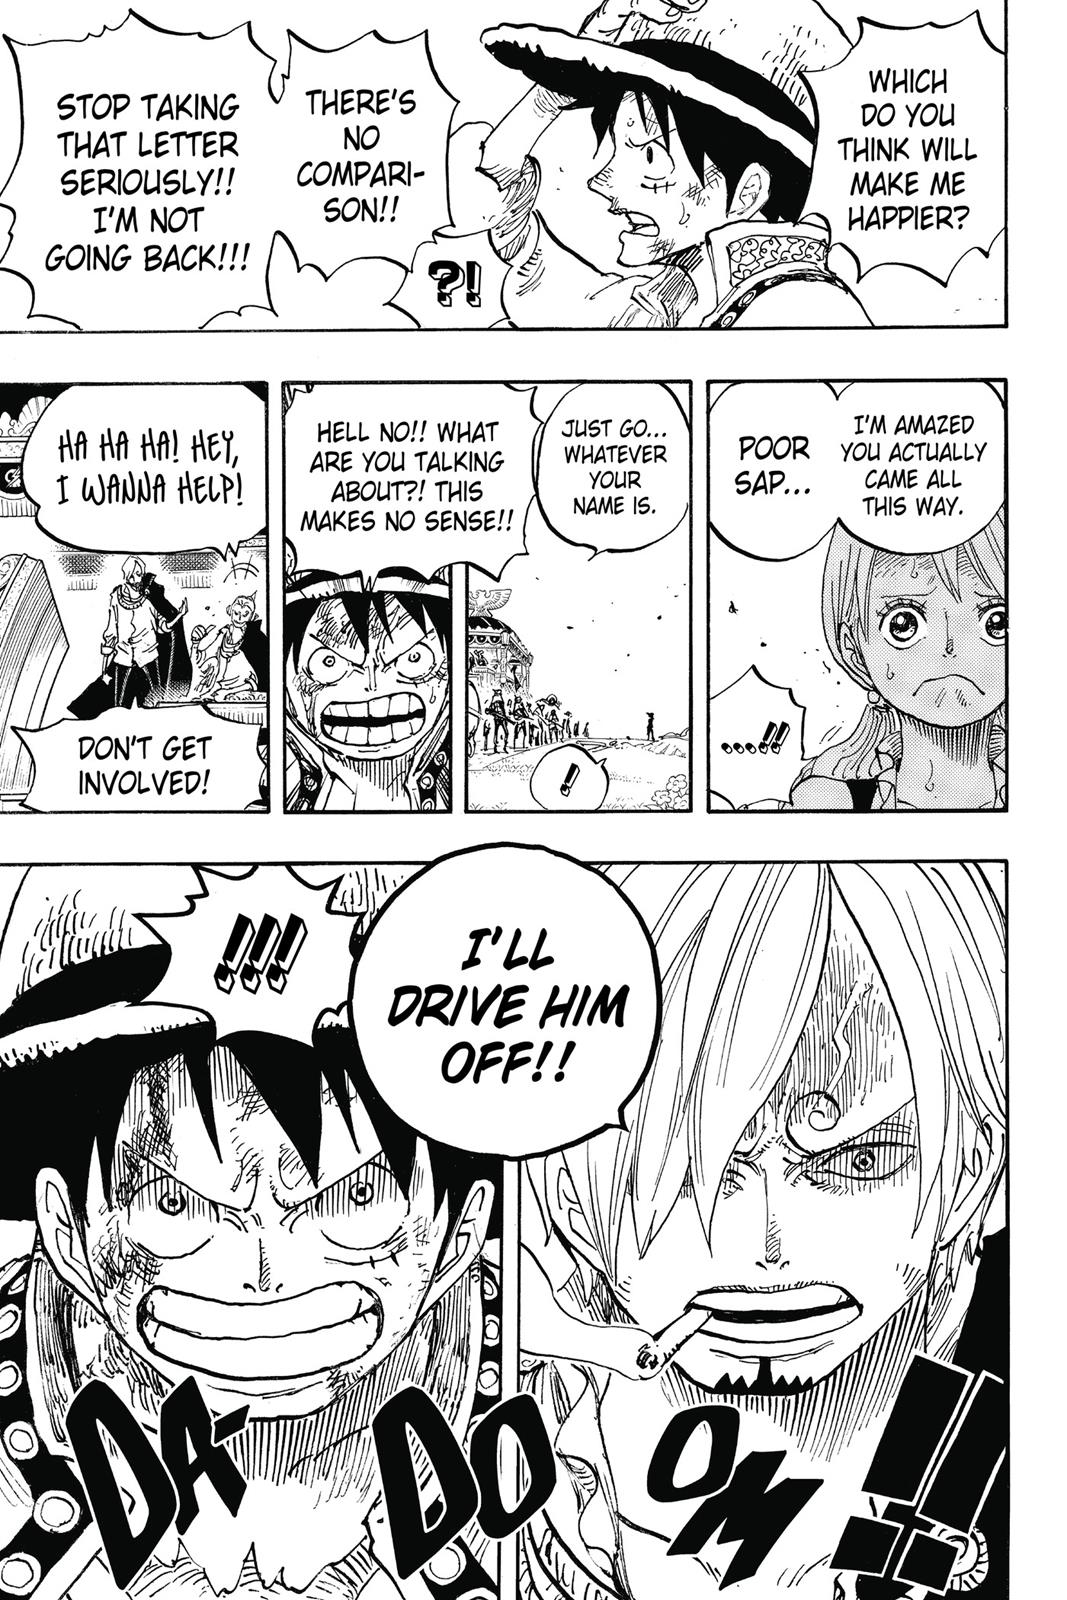 WHICH
DO YOU
THINK WILL
MAKE ME
HAPPIER?
THERE'S
NO
COMPARI-
SON!!
?!
STOP TAKING
THAT LETTER
SERIOUSLY!!
I'M NOT
GOING BACK!!!
I'M AMAZED
YOU ACTUALLY
CAME ALL
THIS WAY.
POOR
SAP...
...!!
JUST GO...
WHATEVER
YOUR
NAME IS.
!!
HELL NO!! WHAT
ARE YOU TALKING
ABOUT?! THIS
MAKES NO SENSE!!
HA HA HA! HEY,
I WANNA HELP!
DON'T GET
INVOLVED!
I'LL
DRIVE HIM
OFF!!
!!!!
DA-
DO
OM
!!